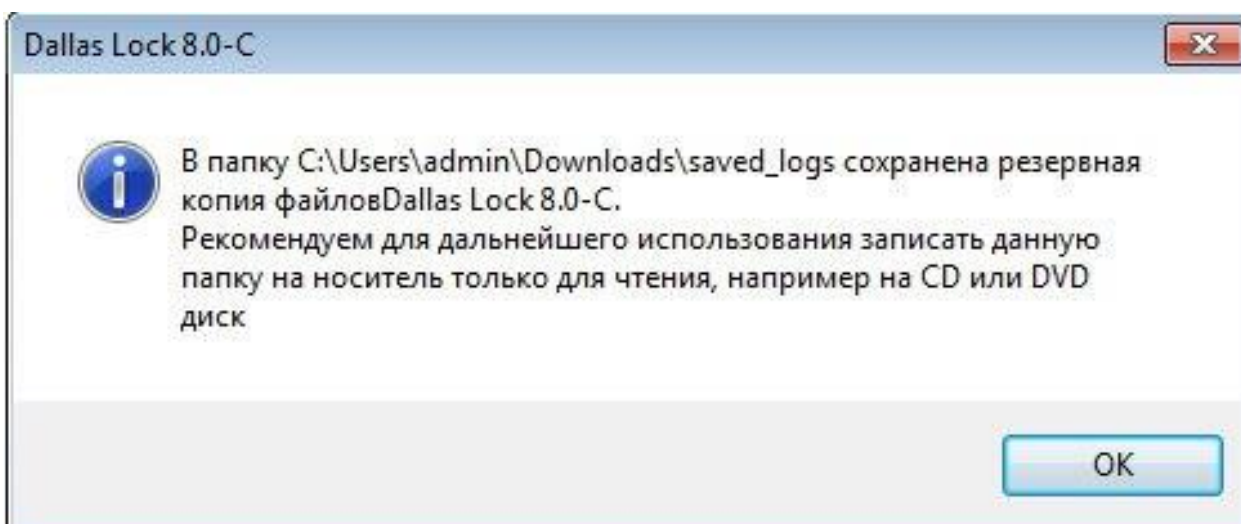 Dallas Lock 8.0-C
В папку C:\Users\admin\Downloads\saved_logs сохранена резервная
копия файловDallas Lock 8.0-C.
Рекомендуем для дальнейшего использования записать данную
папку на носитель только для чтения, например на CD или DVD
диск
OK